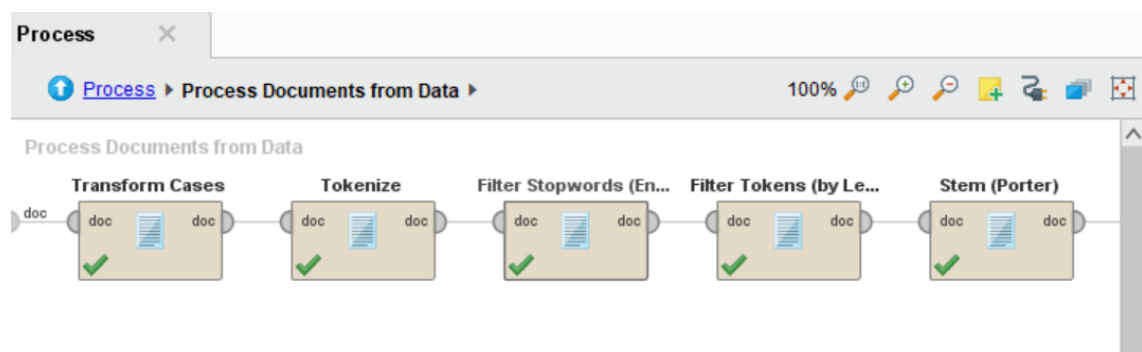 Process
Process Process Documents from Data
100%
Process Documents from Data
Transform Cases Tokenize Filter Stopwords (En... Filter Tokens (by Le... Stem (Porter)
doc doc doc doc doc doc doc doc doc doc doc